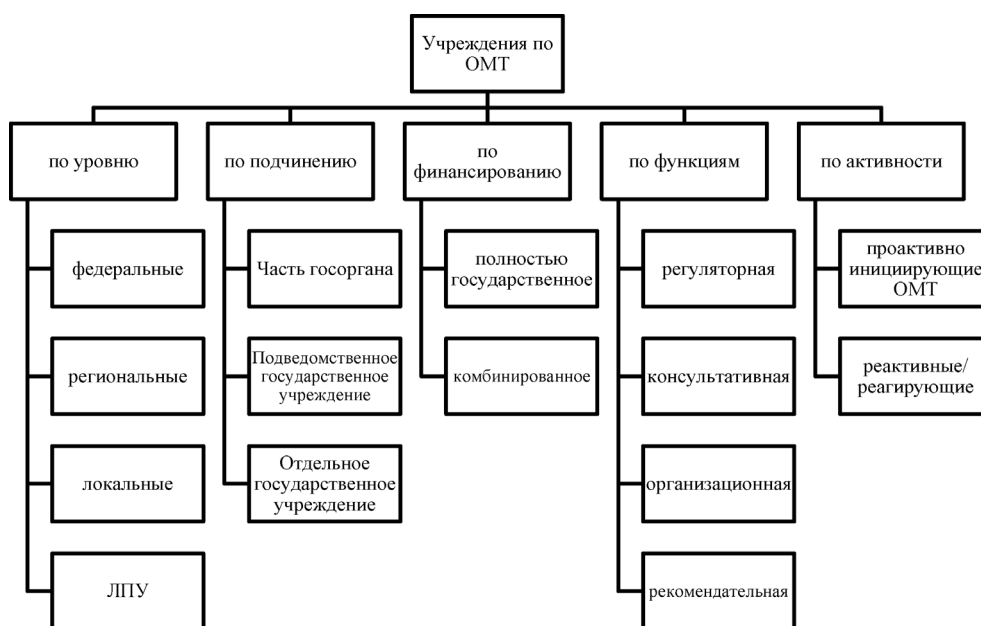 Учреждения по
ОМТ
по уровню
федеральные
региональные
локальные
ЛПУ
по подчинению
Часть госоргана
Подведомственное
государственное
учреждение
Отдельное
государственное
учреждение
по
финансированию
полностью
государственное
комбинированное
по функциям
регуляторная
консультативная
организационная
рекомендательная
по активности
проактивно
инициирующие
ОМТ
реактивные/
реагирующие